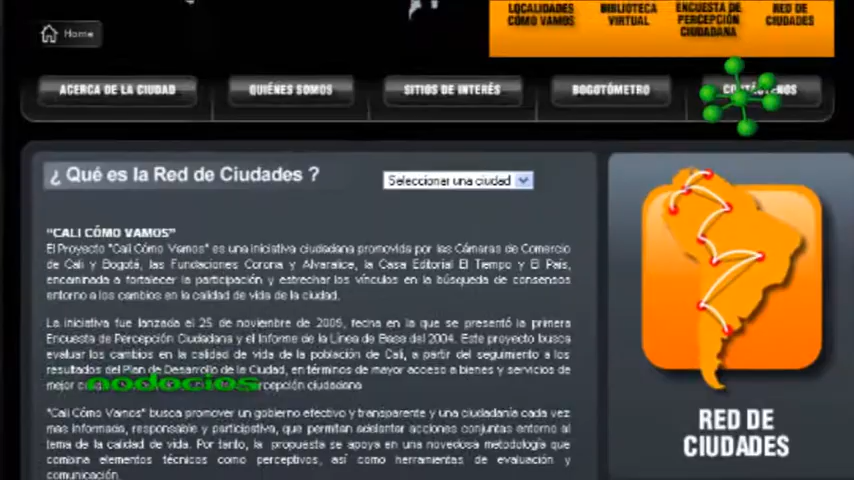 LOCALIDADES
CÓMO VAMOS
BIBLIOTECA
VIRTUAL
ENCUESTA DE
PERCEPCIÓN
CIUDADANA
RED DE
CIUDADES
Home
ACERCA DE LA CIUDAD
QUIÉNES SOMOS
SITIOS DE INTERÉS
BOGOTÓMETRO
¿ Qué es la Red de Ciudades ?
Seleccionar una ciudad
"CALI CÓMO VAMOS"
El Proyecto "Cali Cómo Vamos" es una iniciativa ciudadana promovida por las Cámaras de Comercio
de Cali y Bogotá, las Fundaciones Corona y Alvaralice, la Casa Editorial El Tiempo y El País,
encaminada a fortalecer la participación y estrechar los vínculos en la búsqueda de consensos
entorno a los cambios en la calidad de vida de la ciudad.
La iniciativa fue lanzada el 25 de noviembre de 2005, fecha en la que se presentó la primera
Encuesta de Percepción Ciudadana y el Informe de la Línea de Base del 2004. Este proyecto busca
evaluar los cambios en la calidad de vida de la población de Cali, a partir del seguimiento a los
resultados del Plan de Desarrollo de la Ciudad, en términos de mayor acceso a bienes y servicios de
mejor percepción ciudadana
nodocios
"Cali Cómo Vamos" busca promover un gobierno efectivo y transparente y una ciudadanía cada vez
mas informada, responsable y participativa, que permitan adelantar acciones conjuntas entorno al
tema de la calidad de vida. Por tanto, la propuesta se apoya en una novedosa metodología que
combina elementos técnicos como perceptivos, así como herramientas de evaluación y
comunicación.
RED DE
CIUDADES